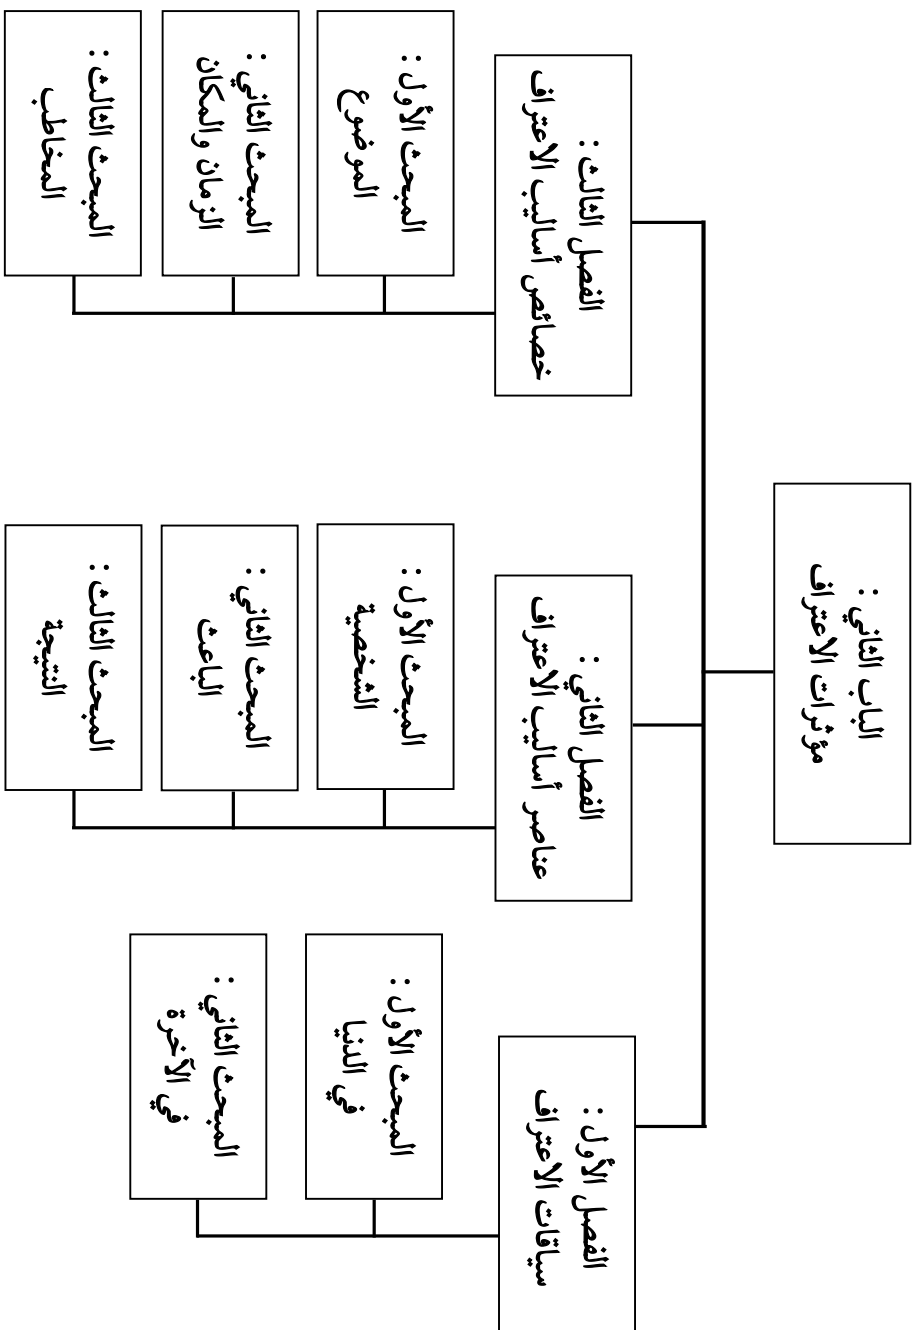 الباب الثاني :
مؤثرات الاعتراف
الفصل الأول :
سياقات الاعتراف
المبحث الأول :
في الدنيا
المبحث الثاني :
في الآخرة
الفصل الثاني :
عناصر أساليب الاعتراف
المبحث الأول :
الشخصية
المبحث الثاني :
الباعث
المبحث الثالث :
النتيجة
الفصل الثالث :
خصائص أساليب الاعتراف
المبحث الأول :
الموضوع
المبحث الثاني :
الزمان والمكان
المبحث الثالث :
المخاطب